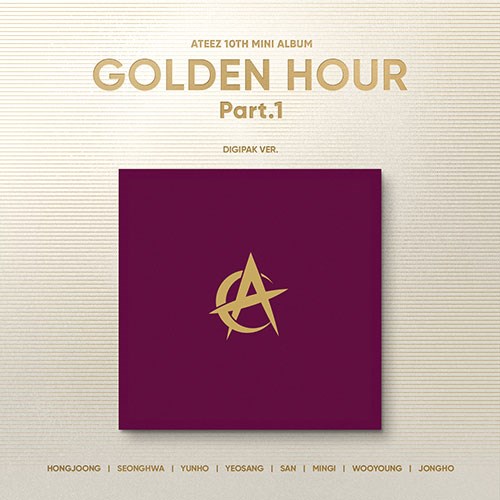 ATEEZ 10TH MINI ALBUM
GOLDEN HOUR
Part.1
DIGIPAK VER.
HONGJOONG | SEONGHWA | YUNHO | YEOSANG | SAN | MINGI | WOOYOUNG | JONGHO